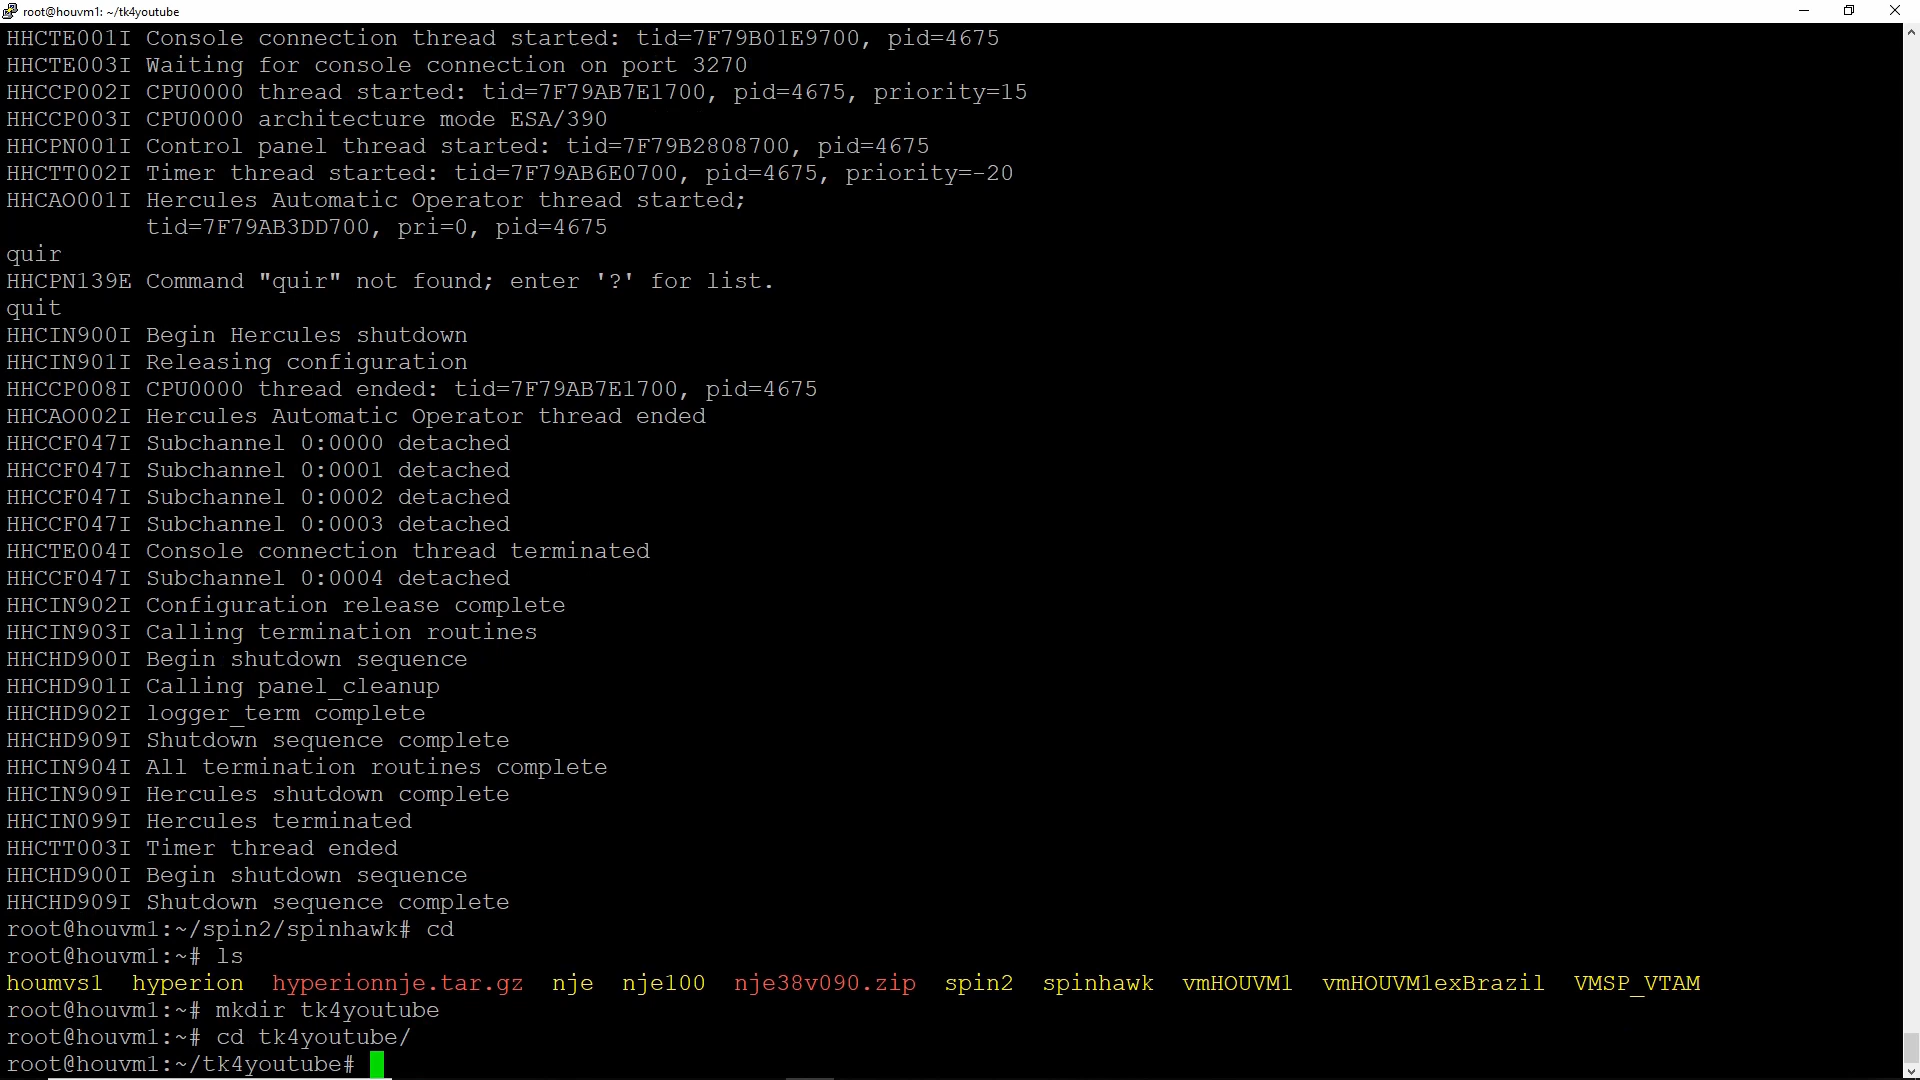 root@houvm1: ~/tk4youtube
HHCTE001I Console connection thread started: tid=7F79B01E9700, pid=4675
HHCTE003I Waiting for console connection on port 3270
HHCCP002I CPU0000 thread started: tid=7F79AB7E1700, pid=4675, priority=15
HHCCP003I CPU0000 architecture mode ESA/390
HHCPN001I Control panel thread started: tid=7F79B2808700, pid=4675
HHCTT002I Timer thread started: tid=7F79AB6E0700, pid=4675, priority=-20
HHCAO001I Hercules Automatic Operator thread started;
          tid=7F79AB3DD700, pri=0, pid=4675
quir
HHCPN139E Command "quir" not found; enter '?' for list.
quit
HHCIN900I Begin Hercules shutdown
HHCIN901I Releasing configuration
HHCCP008I CPU0000 thread ended: tid=7F79AB7E1700, pid=4675
HHCAO002I Hercules Automatic Operator thread ended
HHCCF047I Subchannel 0:0000 detached
HHCCF047I Subchannel 0:0001 detached
HHCCF047I Subchannel 0:0002 detached
HHCCF047I Subchannel 0:0003 detached
HHCTE004I Console connection thread terminated
HHCCF047I Subchannel 0:0004 detached
HHCIN902I Configuration release complete
HHCIN903I Calling termination routines
HHCHD900I Begin shutdown sequence
HHCHD901I Calling panel_cleanup
HHCHD902I logger_term complete
HHCHD909I Shutdown sequence complete
HHCIN904I All termination routines complete
HHCIN909I Hercules shutdown complete
HHCIN099I Hercules terminated
HHCTT003I Timer thread ended
HHCHD900I Begin shutdown sequence
HHCHD909I Shutdown sequence complete
root@houvm1:~/spin2/spinhawk# cd
root@houvm1:~# ls
houmvs1  hyperion  hyperionnje.tar.gz  nje  nje100  nje38v090.zip  spin2  spinhawk  vmHOUVM1  vmHOUVM1exBrazil  VMSP_VTAM
root@houvm1:~# mkdir tk4youtube
root@houvm1:~# cd tk4youtube/
root@houvm1:~/tk4youtube#